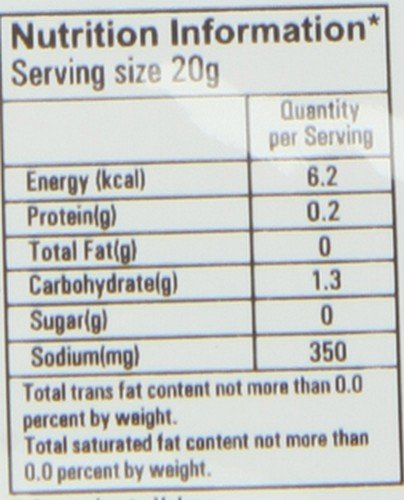 Nutrition Information*
Serving size 20g
Quantity
per Serving
Energy (kcal) 6.2
Protein(g) 0.2
Total Fat(g) 0
Carbohydrate(g) 1.3
Sugar(g) 0
Sodium(mg) 350
Total trans fat content not more than 0.0
percent by weight.
Total saturated fat content not more than
0.0 percent by weight.